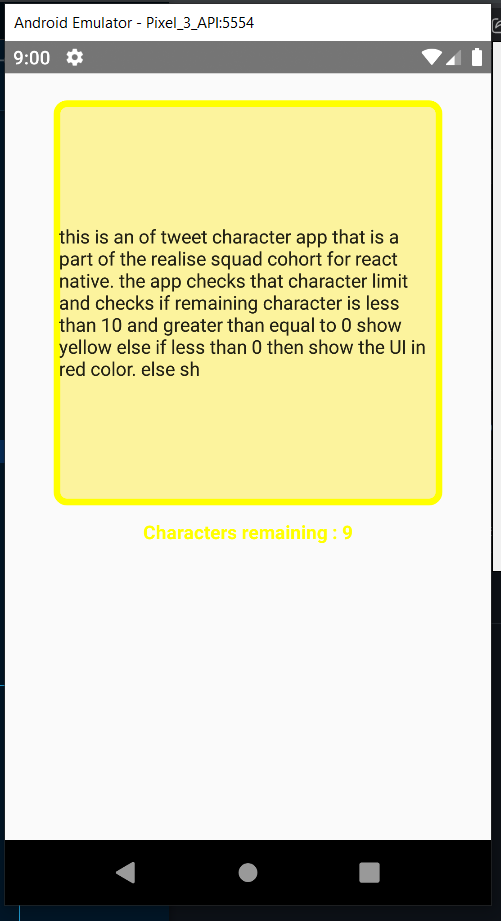 Android Emulator - Pixel_3_API:5554
9:00
this is an of tweet character app that is a
part of the realise squad cohort for react
native. the app checks that character limit
and checks if remaining character is less
than 10 and greater than equal to 0 show
yellow else if less than 0 then show the UI in
red color. else sh
Characters remaining : 9